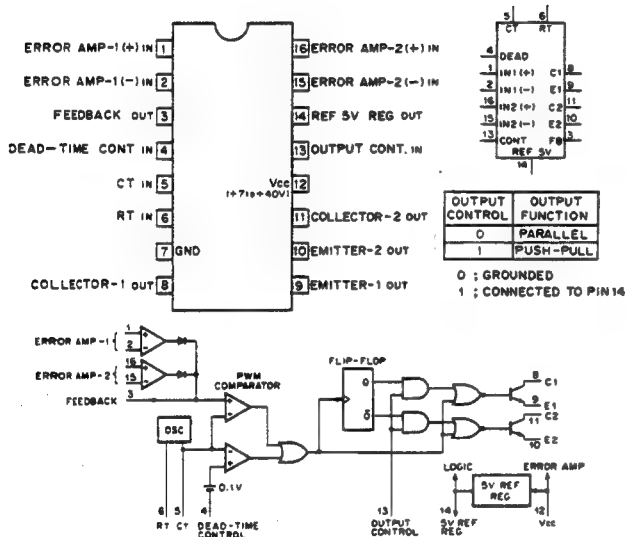 ERROR AMP-1(+) IN 1
ERROR AMP-1(-) IN 2
FEEDBACK OUT 3
DEAD-TIME CONT IN 4
CT IN 5
RT IN 6
7 GND
COLLECTOR-1 OUT 8
16 ERROR AMP-2(+) IN
15 ERROR AMP-2(-) IN
14 REF 5V REG OUT
13 OUTPUT CONT. IN
Vcc 12
(+7 to +40V)
11 COLLECTOR-2 OUT
10 EMITTER-2 OUT
9 EMITTER-1 OUT
5 6
CT RT
4 DEAD
1 IN1(+) C1 8
2 IN1(-) E1 9
16 IN2(+) C2 11
15 IN2(-) E2 10
13 CONT FB 3
REF 5V
14
OUTPUT CONTROL OUTPUT FUNCTION
0 PARALLEL
1 PUSH-PULL
0 ; GROUNDED
1 ; CONNECTED TO PIN 14
ERROR AMP-1 { 1 2
ERROR AMP-2 { 16 15
FEEDBACK 3
PWM COMPARATOR
OSC
0.1V
6 5 4
RT CT DEAD-TIME CONTROL
FLIP-FLOP
Q
Q̄
8 C1
9 E1
11 C2
10 E2
13
OUTPUT CONTROL
LOGIC
ERROR AMP
5V REF REG
14
5V REF REG
12
Vcc